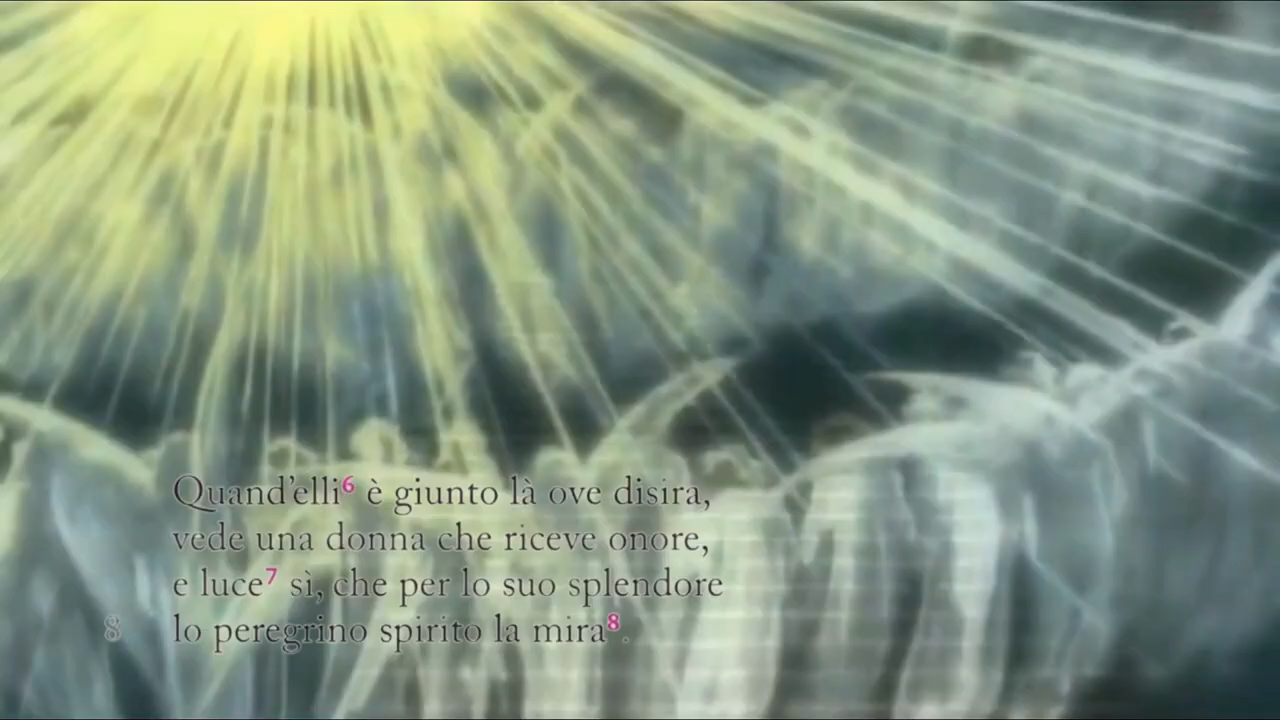 Quand'elli⁶ è giunto là ove disira,
vede una donna che riceve onore,
e luce⁷ sì, che per lo suo splendore
8 lo peregrino spirito la mira⁸.